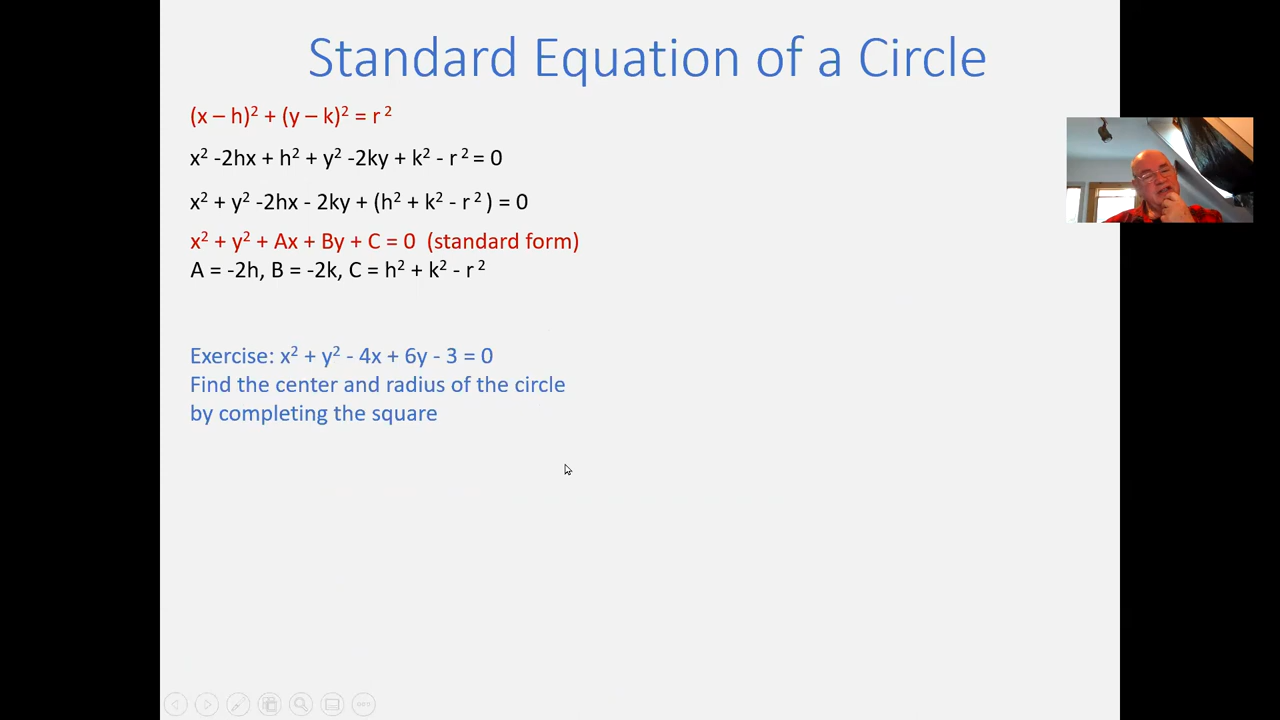 Standard Equation of a Circle
(x – h)² + (y – k)² = r ²
x² -2hx + h² + y² -2ky + k² - r ² = 0
x² + y² -2hx - 2ky + (h² + k² - r ² ) = 0
x² + y² + Ax + By + C = 0 (standard form)
A = -2h, B = -2k, C = h² + k² - r ²
Exercise: x² + y² - 4x + 6y - 3 = 0
Find the center and radius of the circle
by completing the square